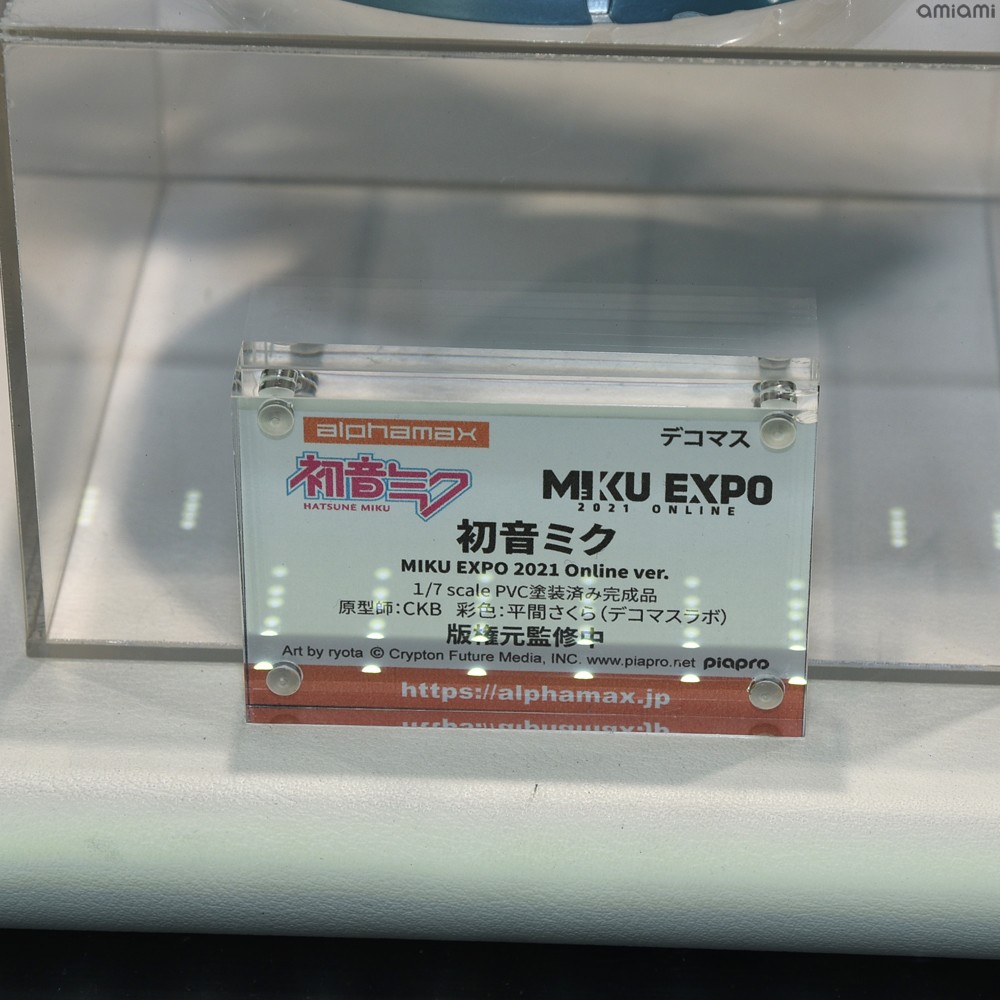 amiami
alphamax
デコマス
初音ミク
HATSUNE MIKU
MIKU EXPO
2021 ONLINE
初音ミク
MIKU EXPO 2021 Online ver.
1/7 scale PVC塗装済み完成品
原型師：CKB 彩色：平間さくら（デコマスラボ）
版権元監修中
Art by ryota © Crypton Future Media, INC. www.piapro.net piapro
https://alphamax.jp